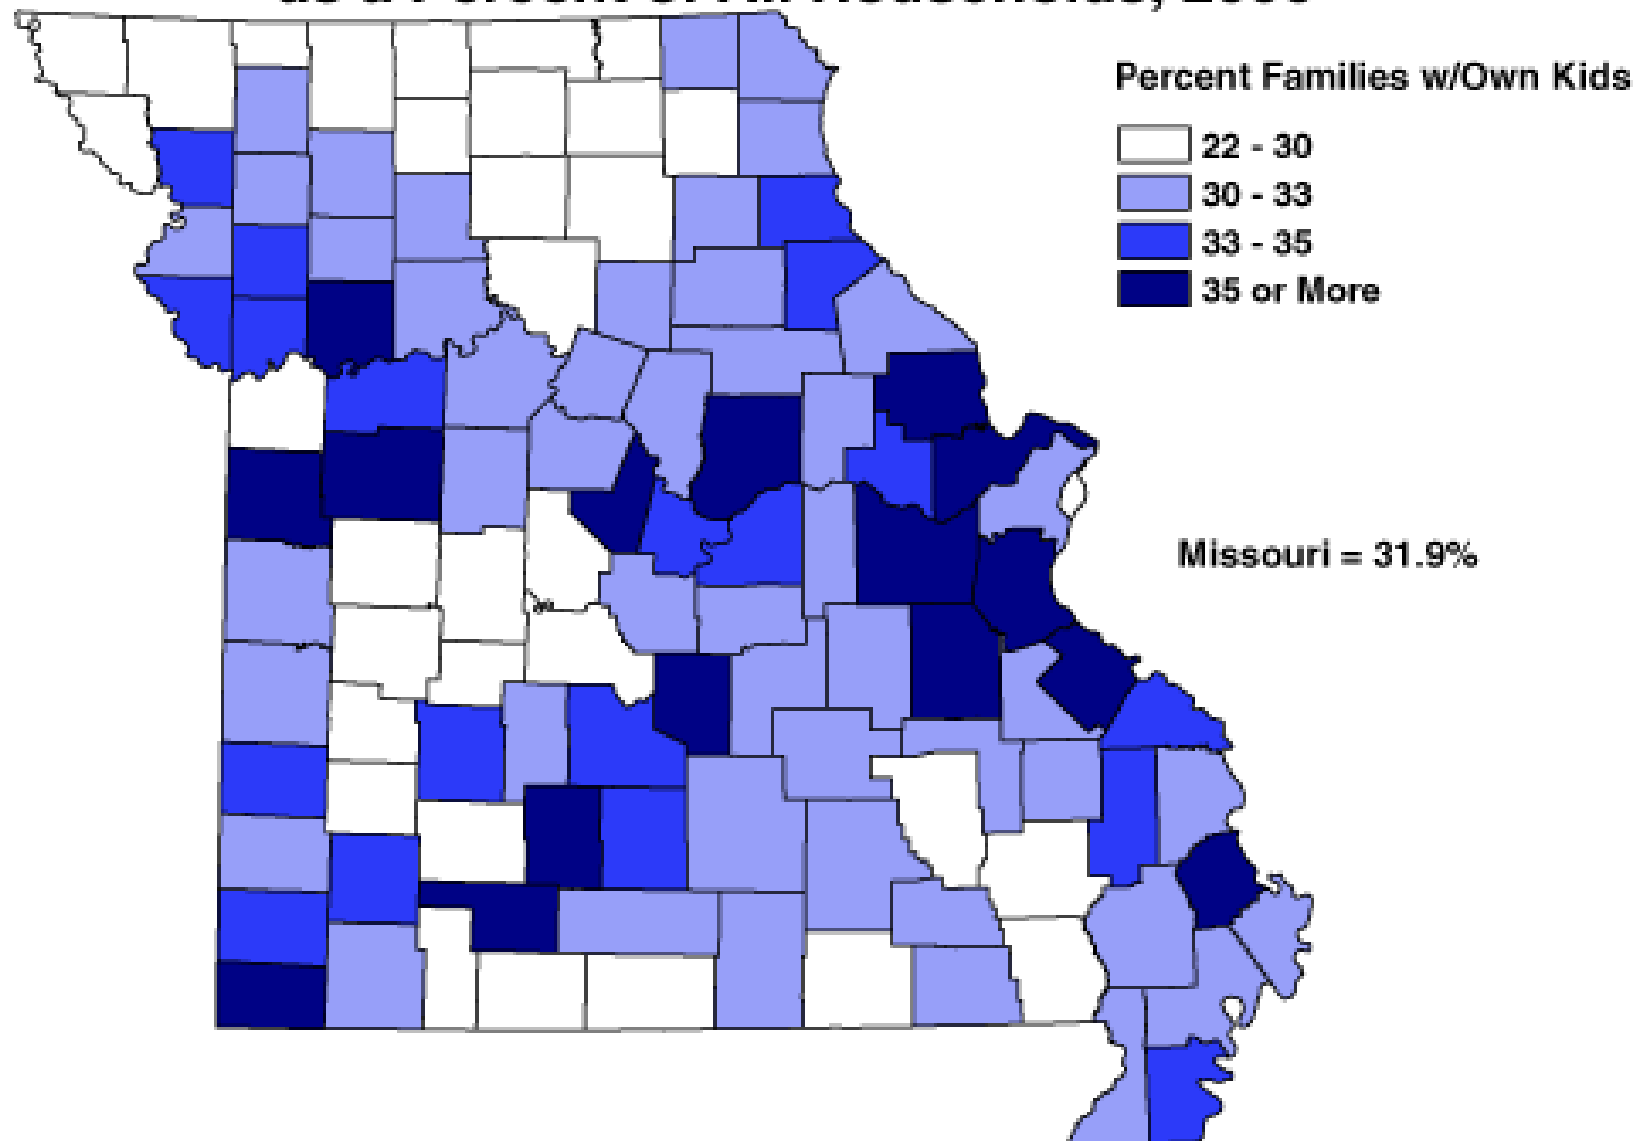 Percent Families w/Own Kids
22 - 30
30 - 33
33 - 35
35 or More
Missouri = 31.9%